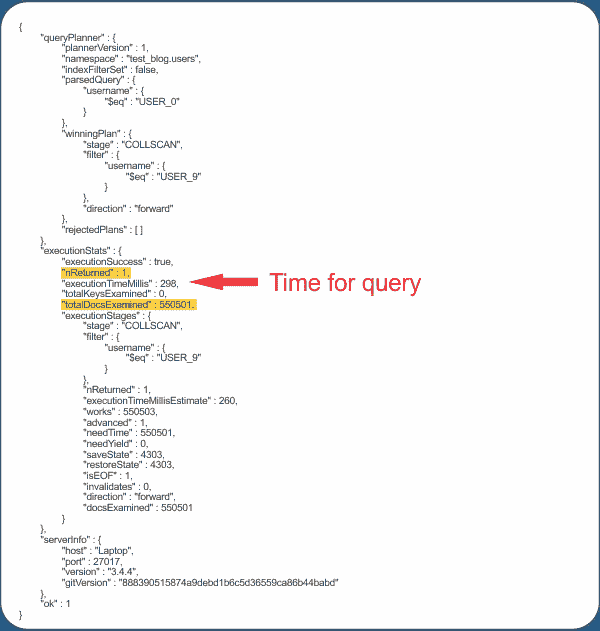 {
"queryPlanner" : {
"plannerVersion" : 1,
"namespace" : "test_blog.users",
"indexFilterSet" : false,
"parsedQuery" : {
"username" : {
"$eq" : "USER_0"
}
},
"winningPlan" : {
"stage" : "COLLSCAN",
"filter" : {
"username" : {
"$eq" : "USER_9"
}
},
"direction" : "forward"
},
"rejectedPlans" : [ ]
},
"executionStats" : {
"executionSuccess" : true,
"nReturned" : 1,
"executionTimeMillis" : 298, Time for query
"totalKeysExamined" : 0,
"totalDocsExamined" : 550501,
"executionStages" : {
"stage" : "COLLSCAN",
"filter" : {
"username" : {
"$eq" : "USER_9"
}
},
"nReturned" : 1,
"executionTimeMillisEstimate" : 260,
"works" : 550503,
"advanced" : 1,
"needTime" : 550501,
"needYield" : 0,
"saveState" : 4303,
"restoreState" : 4303,
"isEOF" : 1,
"invalidates" : 0,
"direction" : "forward",
"docsExamined" : 550501
}
},
"serverInfo" : {
"host" : "Laptop",
"port" : 27017,
"version" : "3.4.4",
"gitVersion" : "888390515874a9debd1b6c5d36559ca86b44babd"
},
"ok" : 1
}